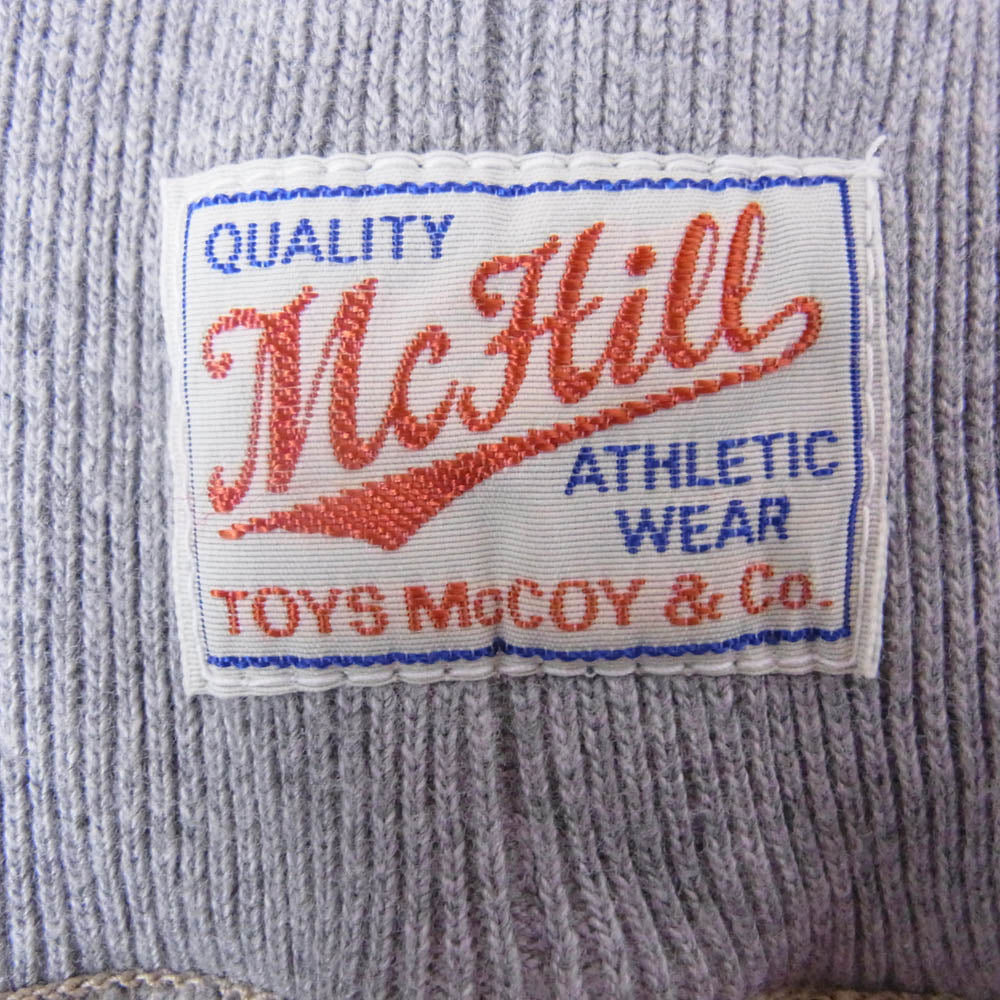 QUALITY
McHill
ATHLETIC
WEAR
TOYS McCOY & Co.